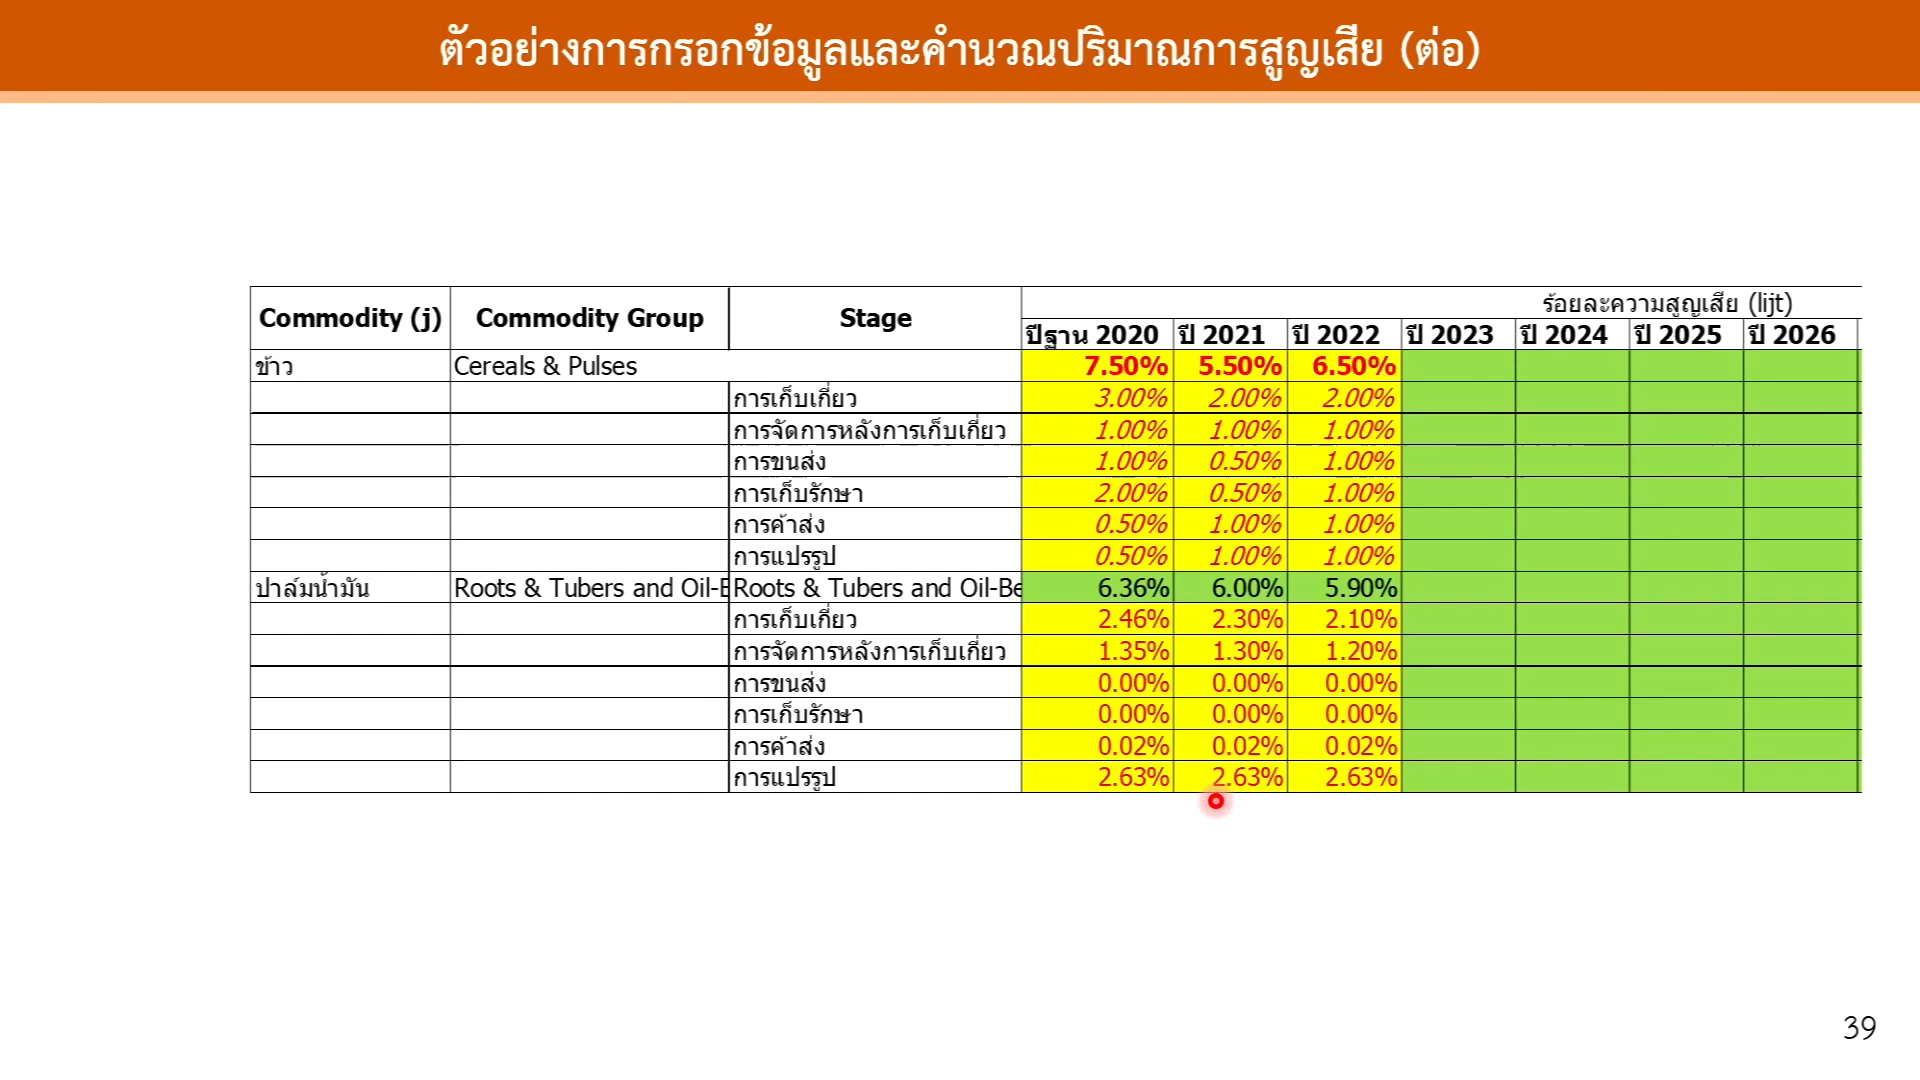 ตัวอย่างการกรอกข้อมูลและคำนวณปริมาณการสูญเสีย (ต่อ)
Commodity (j) Commodity Group Stage ร้อยละความสูญเสีย (lijt)
ปีฐาน 2020 ปี 2021 ปี 2022 ปี 2023 ปี 2024 ปี 2025 ปี 2026
ข้าว Cereals & Pulses 7.50% 5.50% 6.50%
การเก็บเกี่ยว 3.00% 2.00% 2.00%
การจัดการหลังการเก็บเกี่ยว 1.00% 1.00% 1.00%
การขนส่ง 1.00% 0.50% 1.00%
การเก็บรักษา 2.00% 0.50% 1.00%
การค้าส่ง 0.50% 1.00% 1.00%
การแปรรูป 0.50% 1.00% 1.00%
ปาล์มน้ำมัน Roots & Tubers and Oil- Roots & Tubers and Oil-Be 6.36% 6.00% 5.90%
การเก็บเกี่ยว 2.46% 2.30% 2.10%
การจัดการหลังการเก็บเกี่ยว 1.35% 1.30% 1.20%
การขนส่ง 0.00% 0.00% 0.00%
การเก็บรักษา 0.00% 0.00% 0.00%
การค้าส่ง 0.02% 0.02% 0.02%
การแปรรูป 2.63% 2.63% 2.63%
39